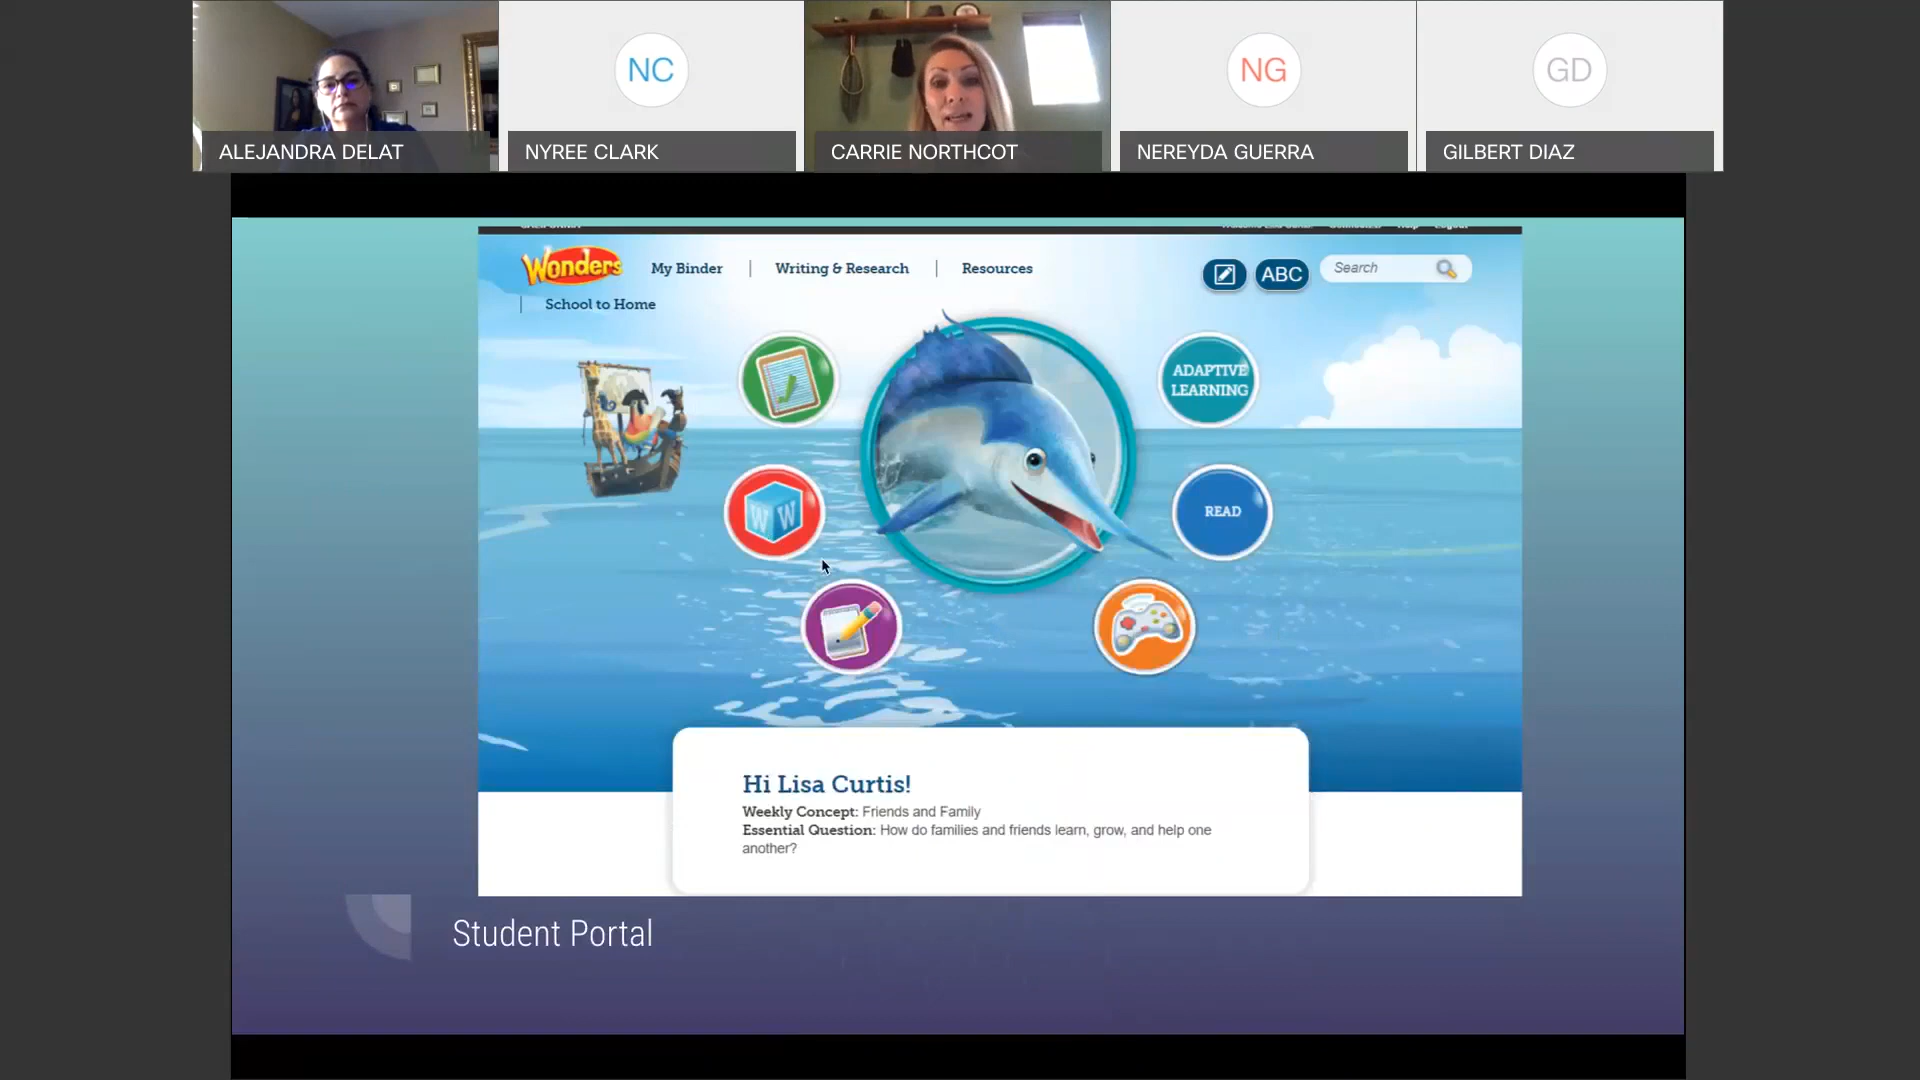 NC
NG
GD
ALEJANDRA DELAT
NYREE CLARK
CARRIE NORTHCOT
NEREYDA GUERRA
GILBERT DIAZ
Wonders
My Binder
Writing & Research
Resources
ABC
Search
School to Home
ADAPTIVE
LEARNING
W W
READ
Hi Lisa Curtis!
Weekly Concept: Friends and Family
Essential Question: How do families and friends learn, grow, and help one
another?
Student Portal